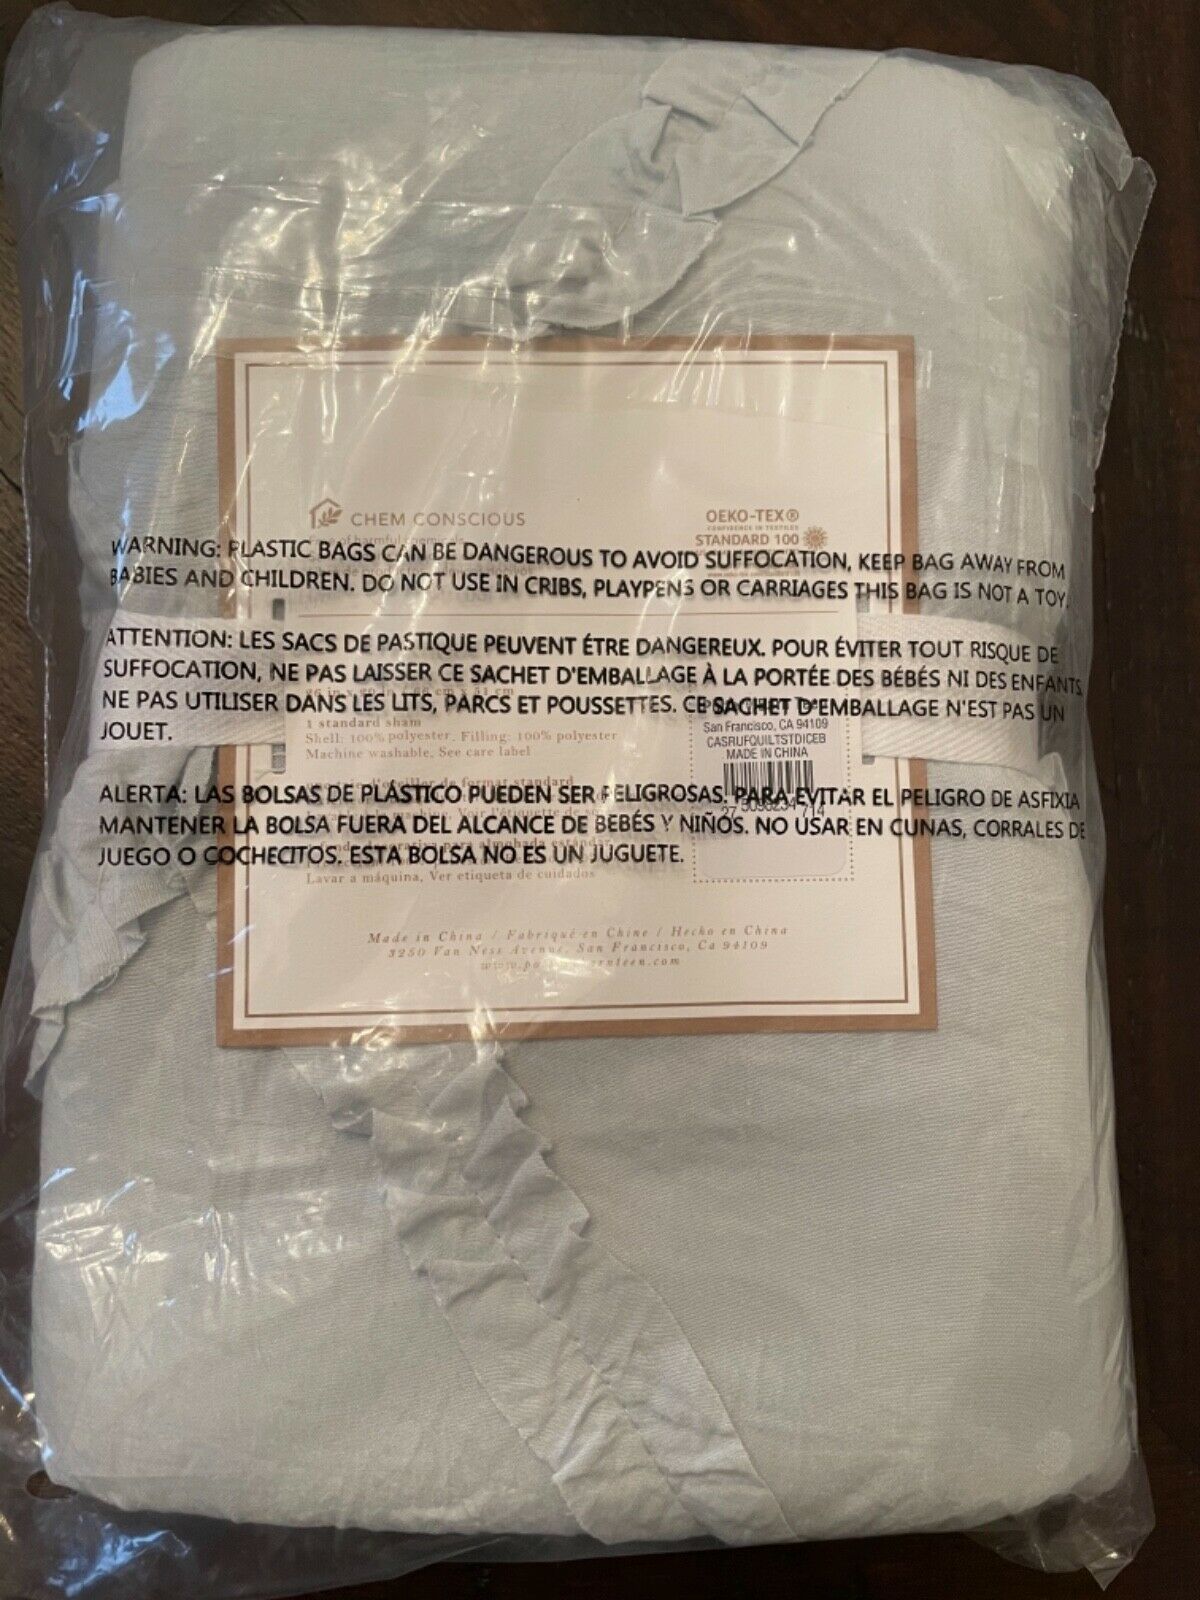 CHEM CONSCIOUS
OEKO-TEX®
CONFIDENCE IN TEXTILES
STANDARD 100
WARNING: PLASTIC BAGS CAN BE DANGEROUS TO AVOID SUFFOCATION, KEEP BAG AWAY FROM
BABIES AND CHILDREN. DO NOT USE IN CRIBS, PLAYPENS OR CARRIAGES THIS BAG IS NOT A TOY.
ATTENTION: LES SACS DE PASTIQUE PEUVENT ÉTRE DANGEREUX. POUR ÉVITER TOUT RISQUE DE
SUFFOCATION, NE PAS LAISSER CE SACHET D'EMBALLAGE À LA PORTÉE DES BÉBÉS NI DES ENFANTS
NE PAS UTILISER DANS LES LITS, PARCS ET POUSSETTES. CE SACHET D'EMBALLAGE N'EST PAS UN
JOUET.
1 standard sham
Shell: 100% polyester, Filling: 100% polyester
Machine washable, See care label
San Francisco, CA 94109
CASRUFQUILTSTDICEB
MADE IN CHINA
ALERTA: LAS BOLSAS DE PLÁSTICO PUEDEN SER PELIGROSAS. PARA EVITAR EL PELIGRO DE ASFIXIA
MANTENER LA BOLSA FUERA DEL ALCANCE DE BEBÉS Y NIÑOS. NO USAR EN CUNAS, CORRALES DE
JUEGO O COCHECITOS. ESTA BOLSA NO ES UN JUGUETE.
Lavar a máquina, Ver etiqueta de cuidados
Made in China / Fabriqué en Chine / Hecho en China
3250 Van Ness Avenue, San Francisco, Ca 94109